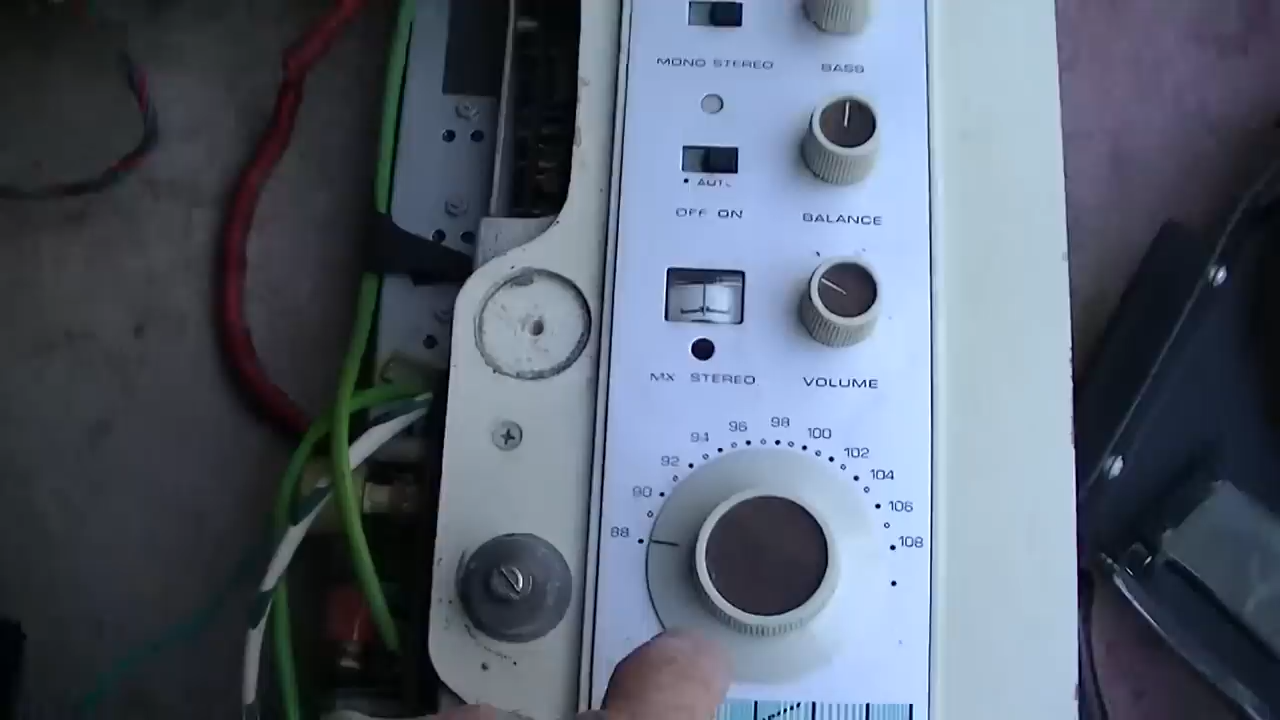 MONO STEREO
BASS
AUT.
OFF ON
BALANCE
MX STEREO
VOLUME
88
90
92
94
96
98
100
102
104
106
108